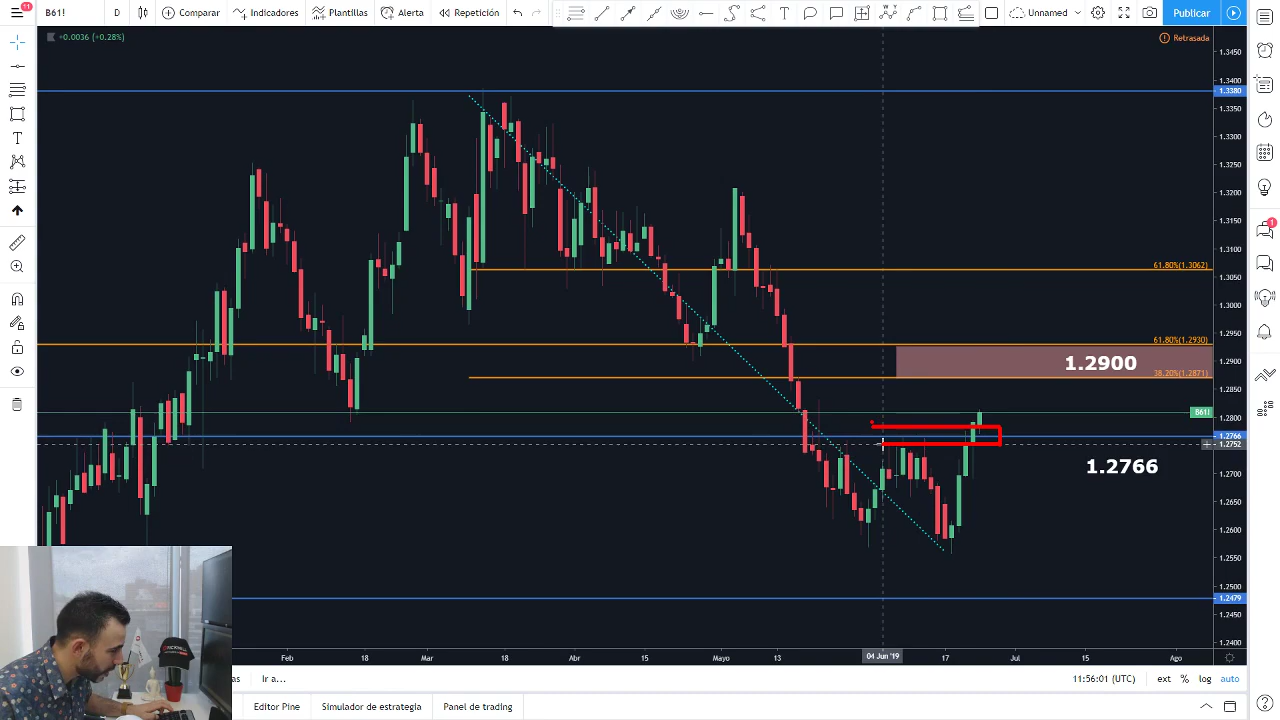 11
B61!
D
Comparar
Indicadores
Plantillas
Alerta
Repetición
Unnamed
Publicar
+0.0036 (+0.28%)
Retrasada
1.3450
1.3400
1.3380
1.3350
1.3300
1.3250
1.3200
1.3150
1.3100
61.80%(1.3062)
1.3050
1.3000
1.2950
61.80%(1.2930)
1.2900
1.2900
38.20%(1.2871)
1.2850
B61!
1.2800
1.2766
1.2752
1.2766
1.2700
1.2650
1.2600
1.2550
1.2500
1.2479
1.2450
1.2400
Feb
18
Mar
18
Abr
15
Mayo
13
04 Jun '19
17
Jul
15
Ago
as
Ir a...
11:56:01 (UTC)
ext
%
log
auto
Editor Pine
Simulador de estrategia
Panel de trading
1